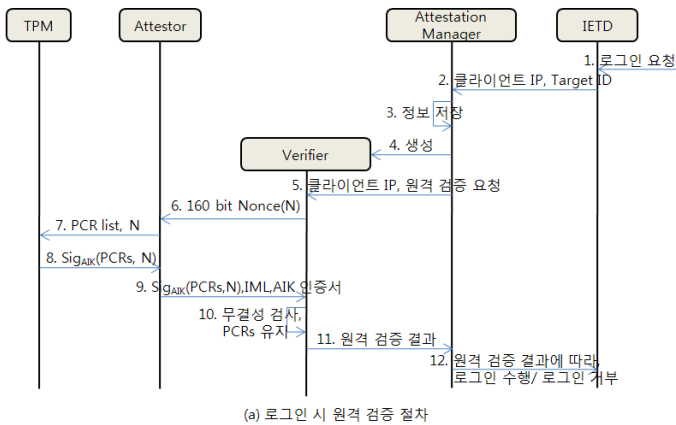 TPM
Attestor
Attestation
Manager
IETD
1. 로그인 요청
2. 클라이언트 IP, Target ID
3. 정보 저장
4. 생성
Verifier
5. 클라이언트 IP, 원격 검증 요청
6. 160 bit Nonce(N)
7. PCR list, N
8. SigAIK(PCRs, N)
9. SigAIK(PCRs,N),IML,AIK 인증서
10. 무결성 검사,
PCRs 유지
11. 원격 검증 결과
12. 원격 검증 결과에 따라,
로그인 수행/ 로그인 거부
(a) 로그인 시 원격 검증 절차